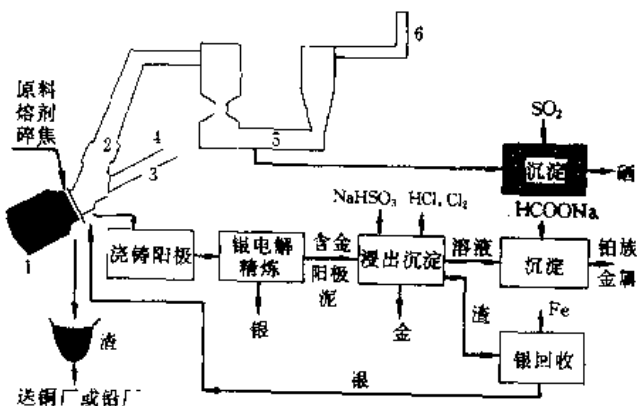 6
原料
熔剂
碎焦
2
4
3
5
1
SO₂
沉淀
硒
HCOONa
NaHSO₃
HCl,Cl₂
浇铸阳极
银电解
精炼
含金
阳极
泥
浸出沉淀
溶液
沉淀
铂族
金属
银
金
渣
Fe
银回收
银
渣
送铜厂或铅厂